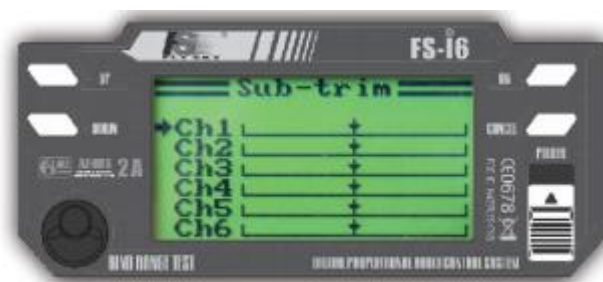 FS-i6
UP
Sub-trim
DOWN
CANCEL
Ch1
Ch2
Ch3
Ch4
Ch5
Ch6
2A
CE0678
BIND RANGE TEST
DIGITAL PROPORTIONAL RADIO CONTROL SYSTEM